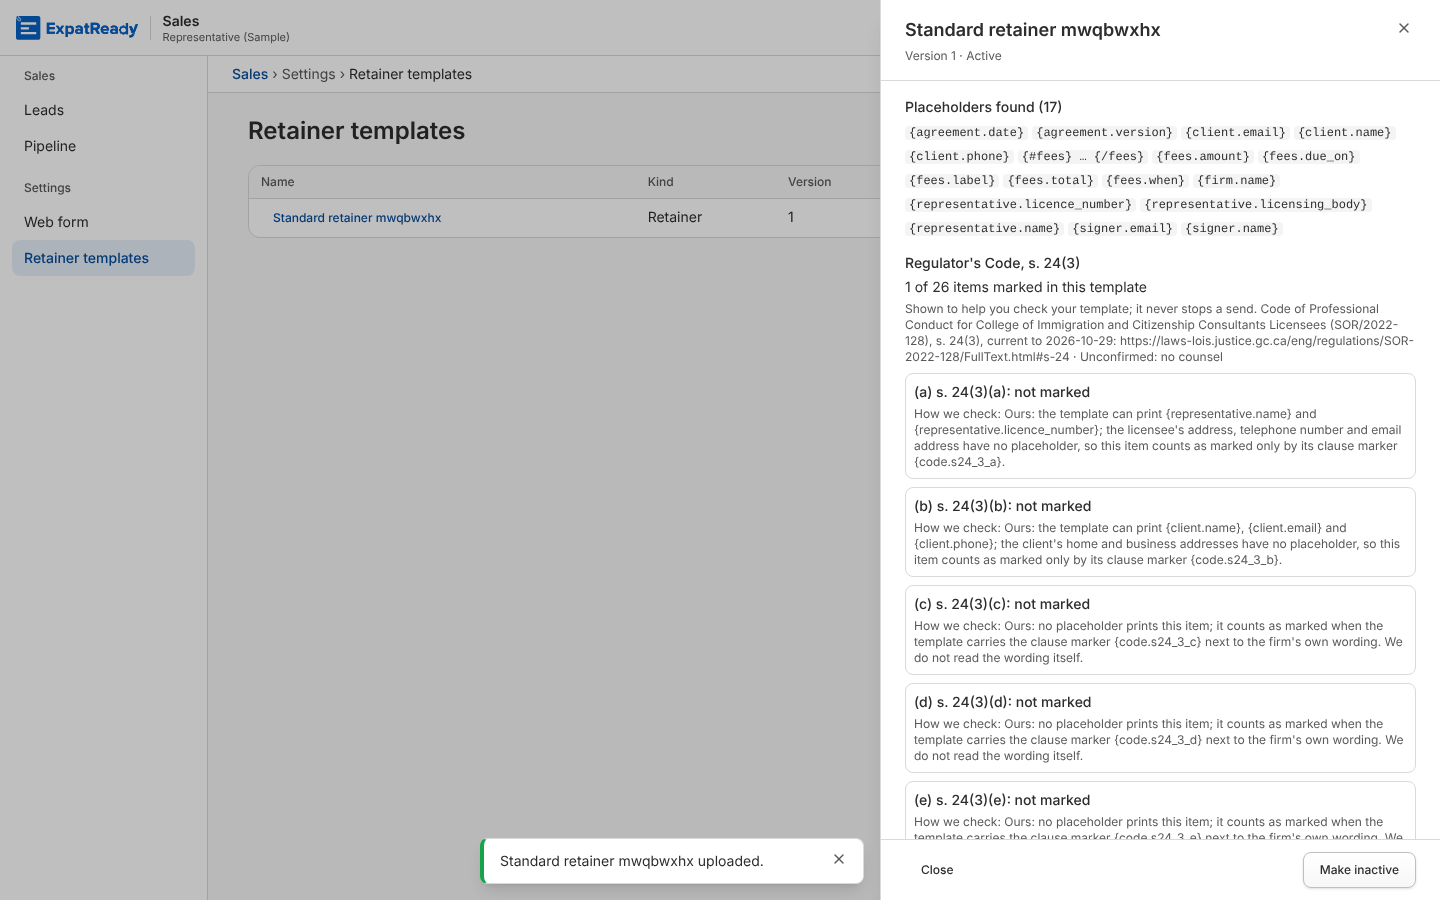 ExpatReady
Sales
Representative (Sample)
Sales
Leads
Pipeline
Settings
Web form
Retainer templates
Sales › Settings › Retainer templates
Retainer templates
Name Kind Version
Standard retainer mwqbwxhx Retainer 1
Standard retainer mwqbwxhx uploaded.
Standard retainer mwqbwxhx
Version 1 · Active
Placeholders found (17)
{agreement.date} {agreement.version} {client.email} {client.name}
{client.phone} {#fees} … {/fees} {fees.amount} {fees.due_on}
{fees.label} {fees.total} {fees.when} {firm.name}
{representative.licence_number} {representative.licensing_body}
{representative.name} {signer.email} {signer.name}
Regulator's Code, s. 24(3)
1 of 26 items marked in this template
Shown to help you check your template; it never stops a send. Code of Professional
Conduct for College of Immigration and Citizenship Consultants Licensees (SOR/2022-
128), s. 24(3), current to 2026-10-29: https://laws-lois.justice.gc.ca/eng/regulations/SOR-
2022-128/FullText.html#s-24 · Unconfirmed: no counsel
(a) s. 24(3)(a): not marked
How we check: Ours: the template can print {representative.name} and
{representative.licence_number}; the licensee's address, telephone number and email
address have no placeholder, so this item counts as marked only by its clause marker
{code.s24_3_a}.
(b) s. 24(3)(b): not marked
How we check: Ours: the template can print {client.name}, {client.email} and
{client.phone}; the client's home and business addresses have no placeholder, so this
item counts as marked only by its clause marker {code.s24_3_b}.
(c) s. 24(3)(c): not marked
How we check: Ours: no placeholder prints this item; it counts as marked when the
template carries the clause marker {code.s24_3_c} next to the firm's own wording. We
do not read the wording itself.
(d) s. 24(3)(d): not marked
How we check: Ours: no placeholder prints this item; it counts as marked when the
template carries the clause marker {code.s24_3_d} next to the firm's own wording. We
do not read the wording itself.
(e) s. 24(3)(e): not marked
How we check: Ours: no placeholder prints this item; it counts as marked when the
template carries the clause marker {code.s24_3_e} next to the firm's own wording. We
Close
Make inactive